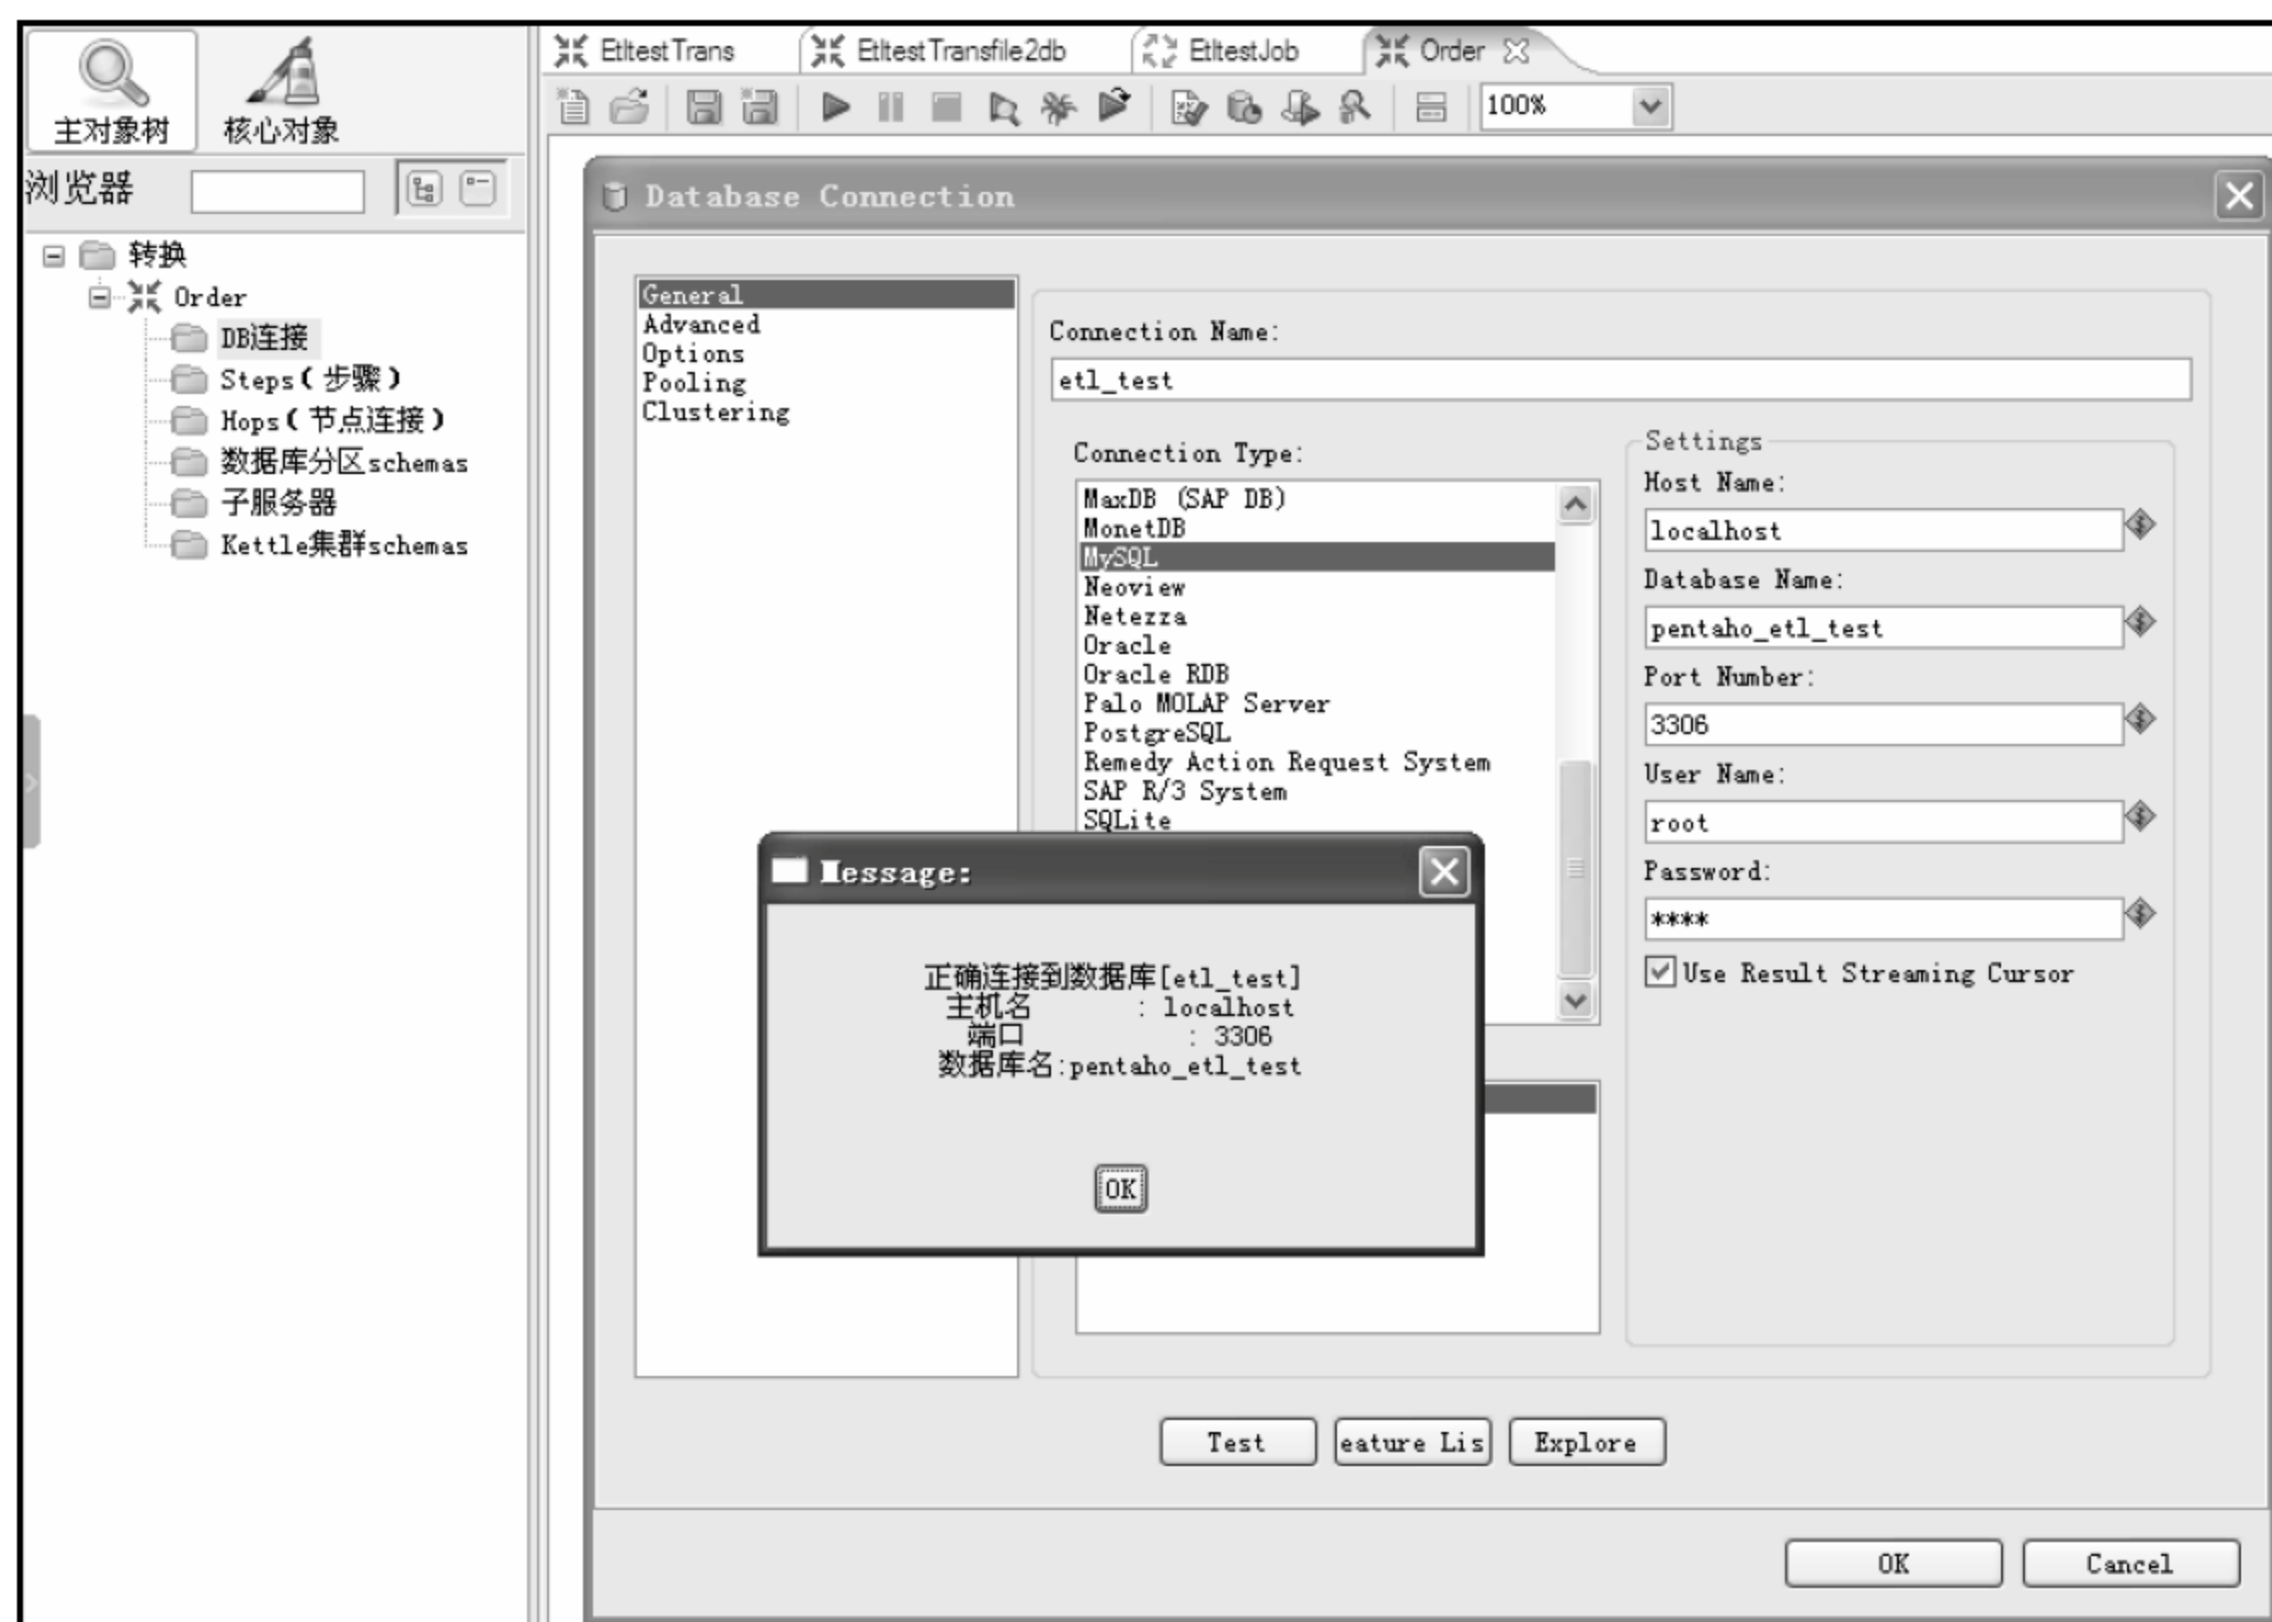 主对象树
核心对象
浏览器
转换
Order
DB连接
Steps(步骤)
Hops(节点连接)
数据库分区schemas
子服务器
Kettle集群schemas
EtltestTrans
EtltestTransfile2db
EtltestJob
Order
100%
Database Connection
General
Advanced
Options
Pooling
Clustering
Connection Name:
etl_test
Connection Type:
MaxDB (SAP DB)
MonetDB
MySQL
Neoview
Netezza
Oracle
Oracle RDB
Palo MOLAP Server
PostgreSQL
Remedy Action Request System
SAP R/3 System
SQLite
Settings
Host Name:
localhost
Database Name:
pentaho_etl_test
Port Number:
3306
User Name:
root
Password:
****
Use Result Streaming Cursor
Message:
正确连接到数据库[etl_test]
主机名 : localhost
端口 : 3306
数据库名:pentaho_etl_test
OK
Test
eature Lis
Explore
OK
Cancel